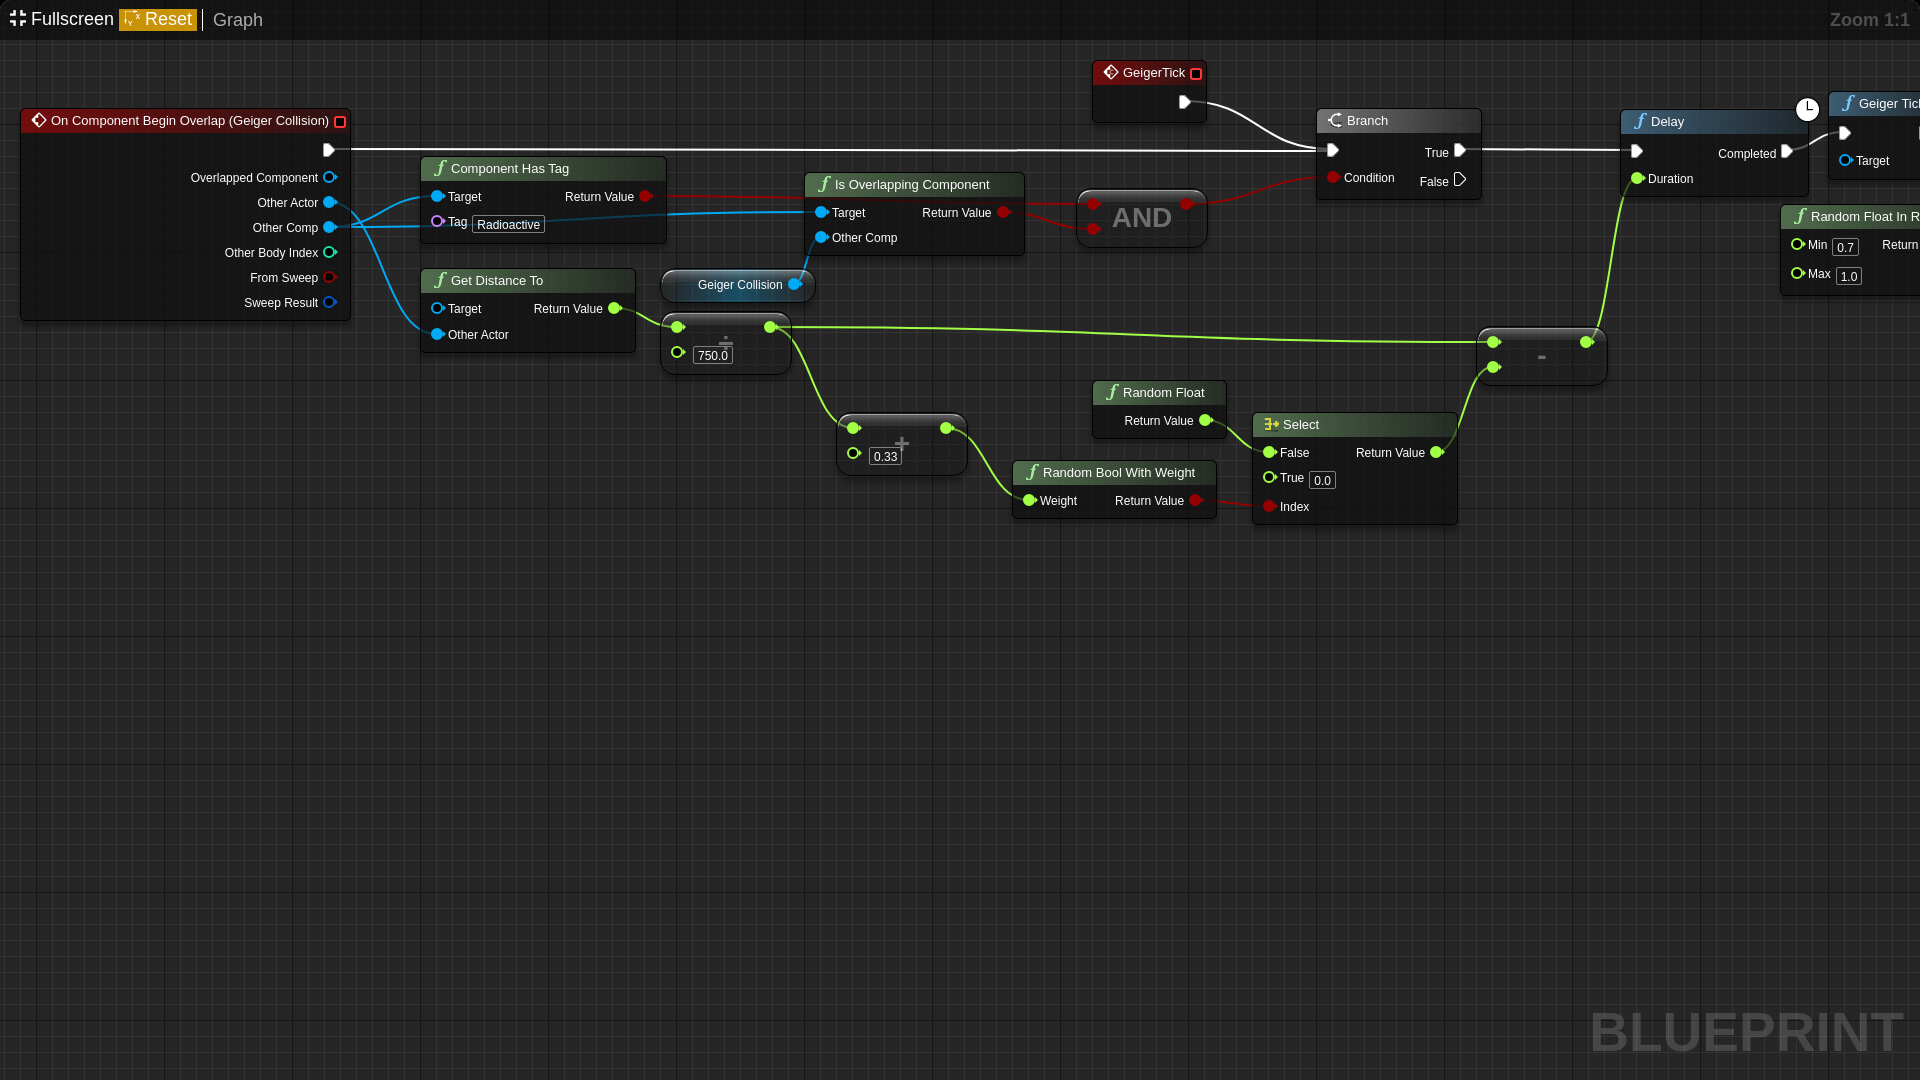 Fullscreen Reset Graph
Zoom 1:1
GeigerTick
On Component Begin Overlap (Geiger Collision)
Overlapped Component
Other Actor
Other Comp
Other Body Index
From Sweep
Sweep Result
Component Has Tag
Target Return Value
Tag Radioactive
Get Distance To
Target Return Value
Other Actor
Is Overlapping Component
Target Return Value
Other Comp
Geiger Collision
÷
750.0
+
0.33
AND
Branch
True
Condition
False
Random Float
Return Value
Random Bool With Weight
Weight Return Value
Select
False Return Value
True 0.0
Index
-
Delay
Completed
Duration
Geiger Tic
Target
Random Float In R
Min 0.7 Return
Max 1.0
BLUEPRINT